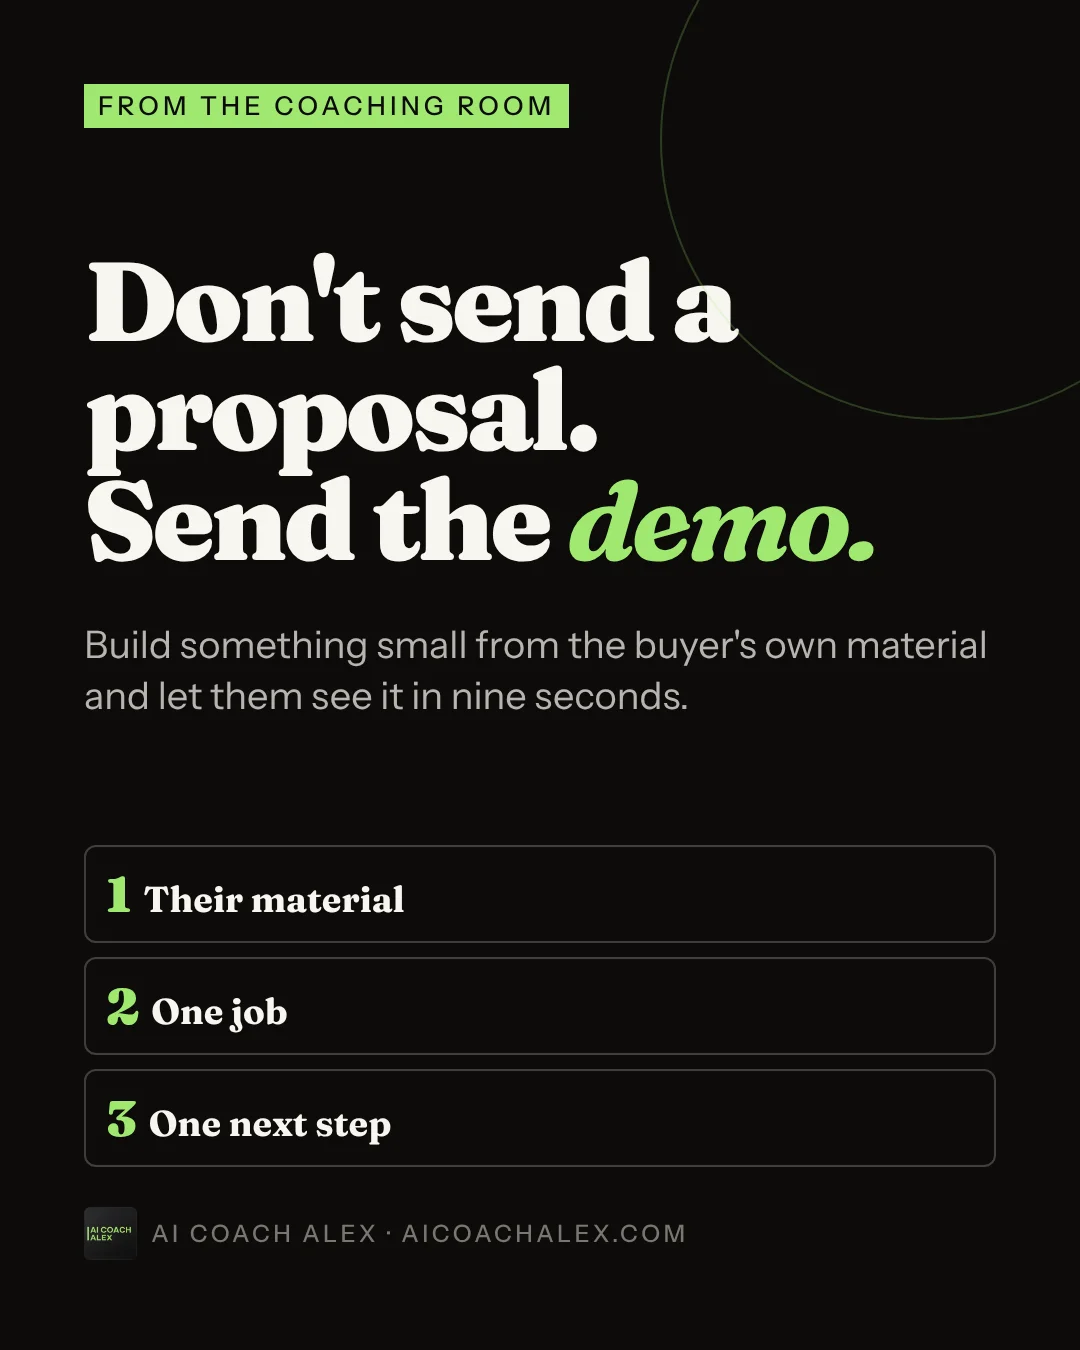 FROM THE COACHING ROOM
Don't send a
proposal.
Send the demo.
Build something small from the buyer's own material
and let them see it in nine seconds.
1 Their material
2 One job
3 One next step
AI COACH
ALEX
AI COACH ALEX · AICOACHALEX.COM